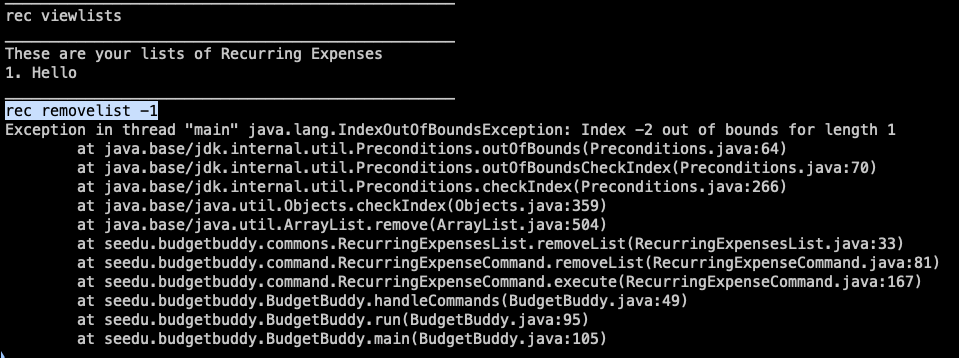 rec viewlists
These are your lists of Recurring Expenses
1. Hello
rec removelist -1
Exception in thread "main" java.lang.IndexOutOfBoundsException: Index -2 out of bounds for length 1
at java.base/jdk.internal.util.Preconditions.outOfBounds(Preconditions.java:64)
at java.base/jdk.internal.util.Preconditions.outOfBoundsCheckIndex(Preconditions.java:70)
at java.base/jdk.internal.util.Preconditions.checkIndex(Preconditions.java:266)
at java.base/java.util.Objects.checkIndex(Objects.java:359)
at java.base/java.util.ArrayList.remove(ArrayList.java:504)
at seedu.budgetbuddy.commons.RecurringExpensesList.removeList(RecurringExpensesList.java:33)
at seedu.budgetbuddy.command.RecurringExpenseCommand.removeList(RecurringExpenseCommand.java:81)
at seedu.budgetbuddy.command.RecurringExpenseCommand.execute(RecurringExpenseCommand.java:167)
at seedu.budgetbuddy.BudgetBuddy.handleCommands(BudgetBuddy.java:49)
at seedu.budgetbuddy.BudgetBuddy.run(BudgetBuddy.java:95)
at seedu.budgetbuddy.BudgetBuddy.main(BudgetBuddy.java:105)